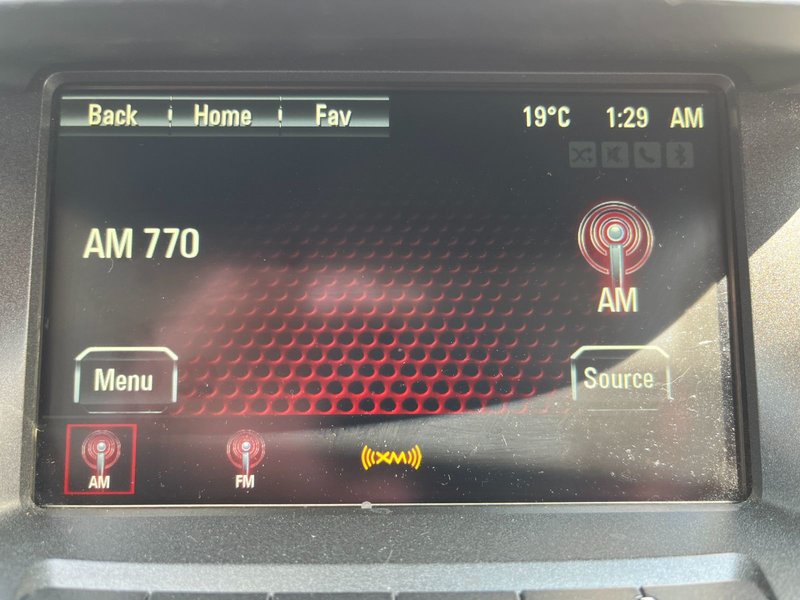 Back Home Fav 19°C 1:29 AM
AM 770
AM
Menu Source
AM FM XM